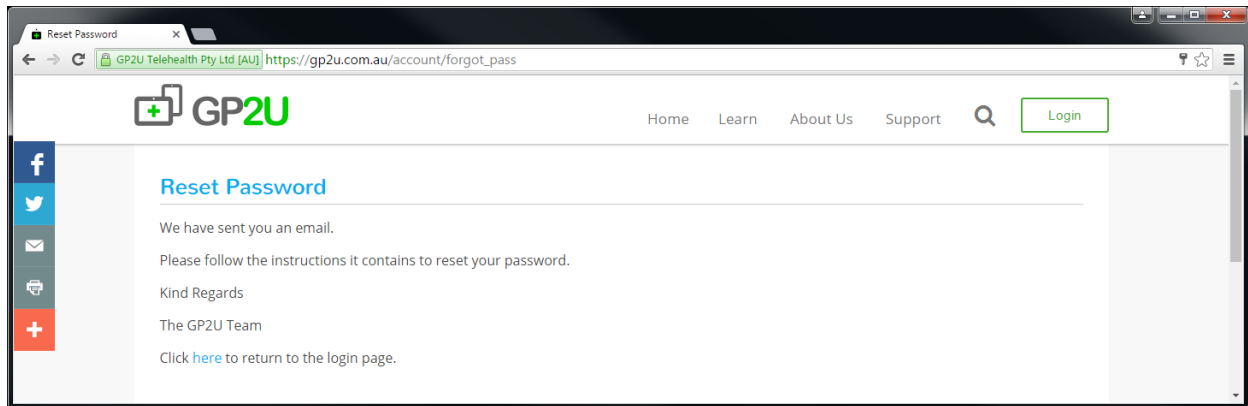 Reset Password
GP2U Telehealth Pty Ltd [AU] https://gp2u.com.au/account/forgot_pass
GP2U
Home Learn About Us Support Login
Reset Password
We have sent you an email.
Please follow the instructions it contains to reset your password.
Kind Regards
The GP2U Team
Click here to return to the login page.